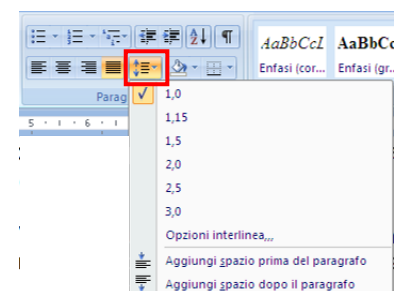 AaBbCcI AaBbCc
Enfasi (cor... Enfasi (gr...
Parag
5 · ı · 6 · ı
1,0
1,15
1,5
2,0
2,5
3,0
Opzioni interlinea,,,
Aggiungi spazio prima del paragrafo
Aggiungi spazio dopo il paragrafo